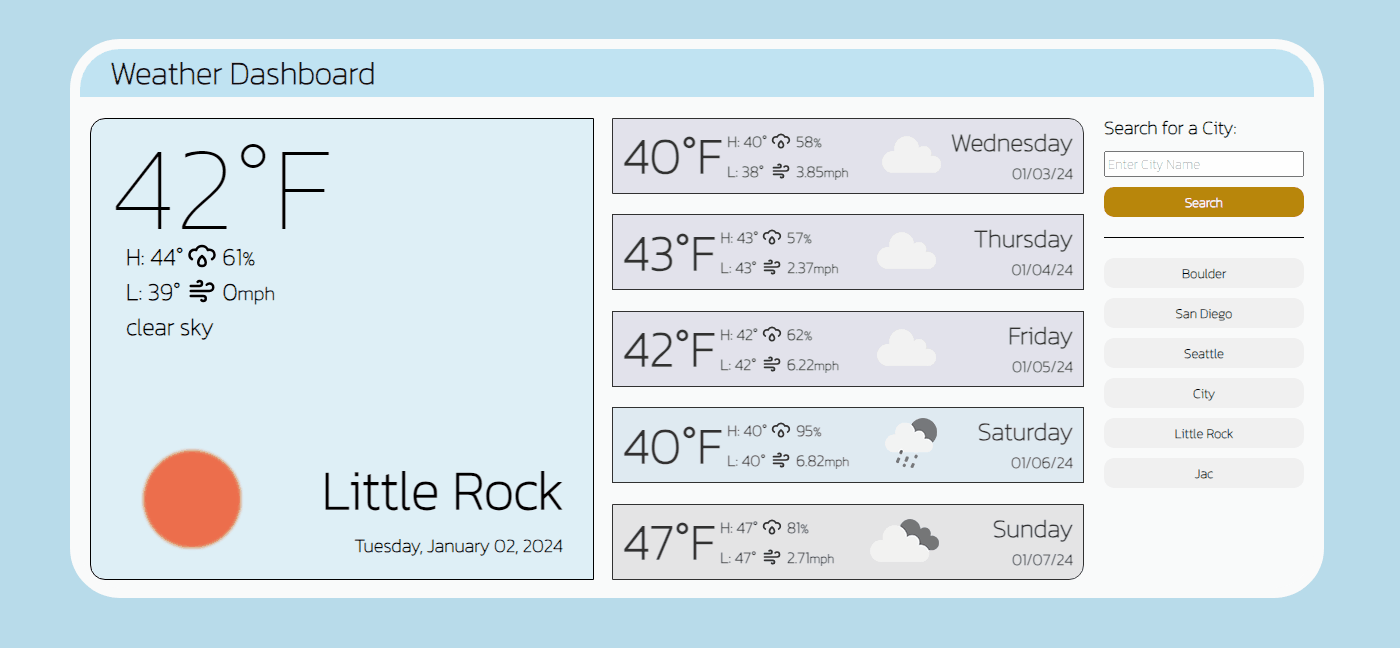 Weather Dashboard
42°F
H: 44° 61%
L: 39° 0mph
clear sky
Little Rock
Tuesday, January 02, 2024
40°F
H: 40° 58%
L: 38° 3.85mph
Wednesday
01/03/24
43°F
H: 43° 57%
L: 43° 2.37mph
Thursday
01/04/24
42°F
H: 42° 62%
L: 42° 6.22mph
Friday
01/05/24
40°F
H: 40° 95%
L: 40° 6.82mph
Saturday
01/06/24
47°F
H: 47° 81%
L: 47° 2.71mph
Sunday
01/07/24
Search for a City:
Enter City Name
Search
Boulder
San Diego
Seattle
City
Little Rock
Jac